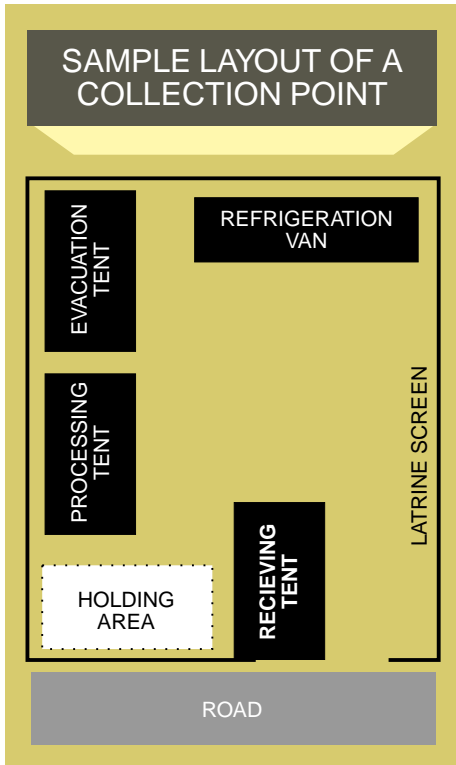 SAMPLE LAYOUT OF A
COLLECTION POINT
EVACUATION
TENT
REFRIGERATION
VAN
PROCESSING
TENT
LATRINE SCREEN
RECIEVING
TENT
HOLDING
AREA
ROAD